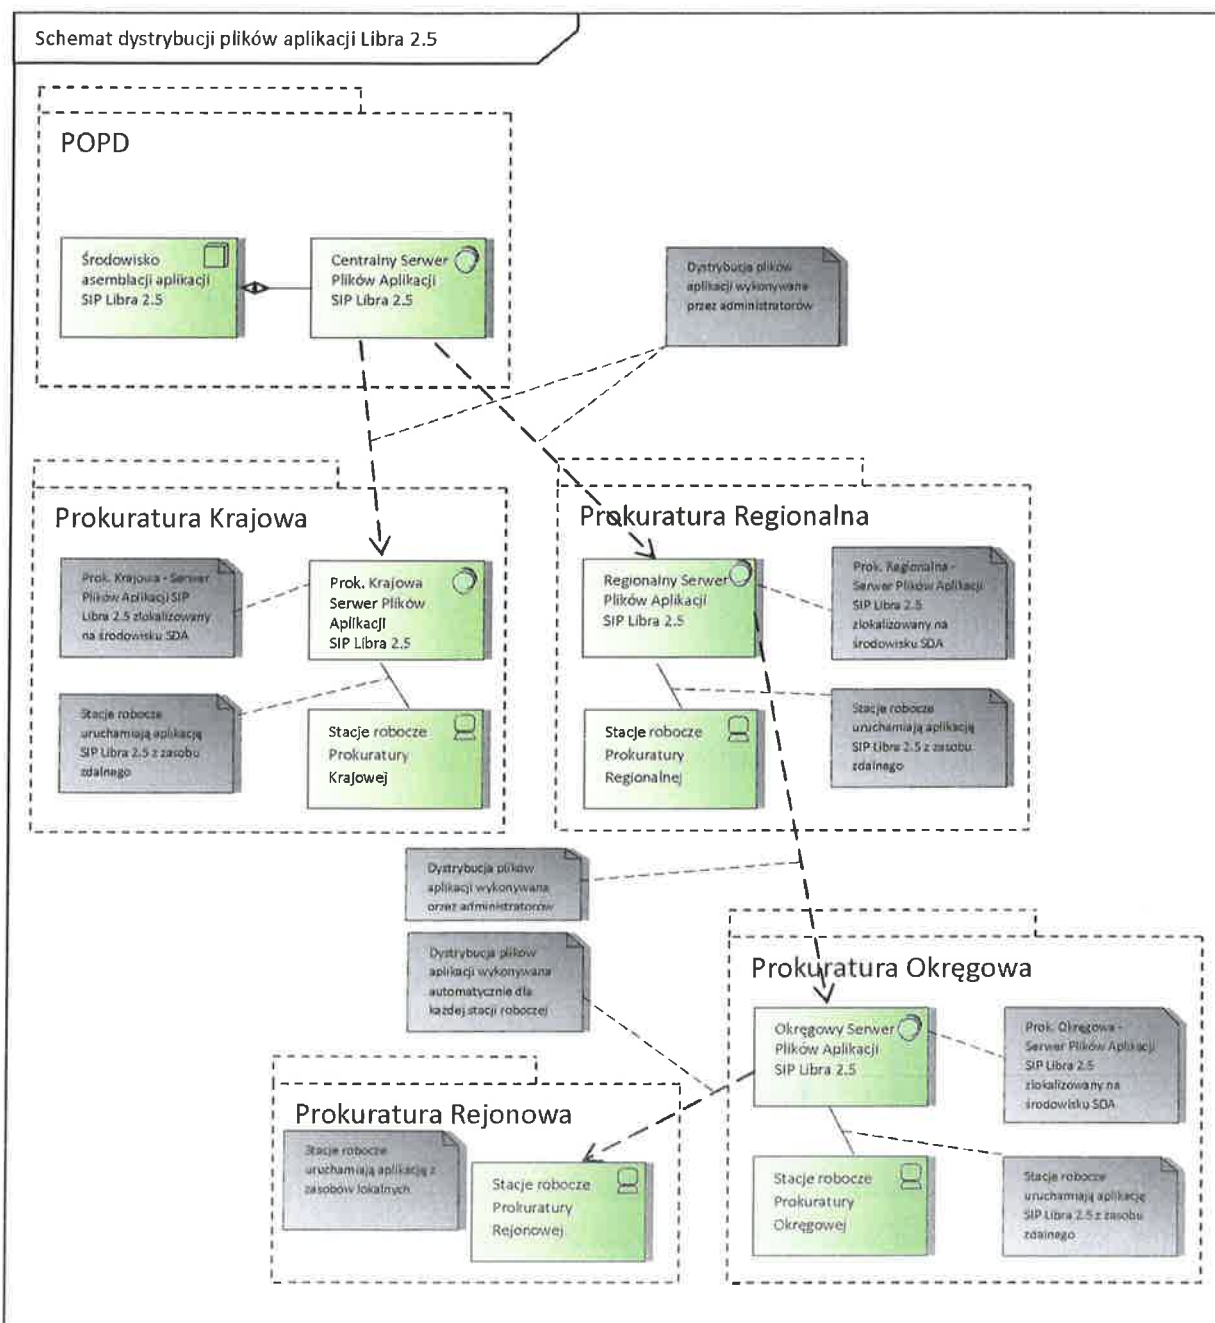 Schemat dystrybucji plików aplikacji Libra 2.5
POPD
Środowisko
asemblacji aplikacji
SIP Libra 2.5
Centralny Serwer
Plików Aplikacji
SIP Libra 2.5
Dystrybucja plików
aplikacji wykonywana
przez administratorów
Prokuratura Krajowa
Prok. Krajowa - Serwer
Plików Aplikacji SIP
Libra 2.5 zlokalizowany
na środowisku SDA
Prok. Krajowa
Serwer Plików
Aplikacji
SIP Libra 2.5
Stacje robocze
uruchamiają aplikację
SIP Libra 2.5 z zasobu
zdalnego
Stacje robocze
Prokuratury
Krajowej
Prokuratura Regionalna
Regionalny Serwer
Plików Aplikacji
SIP Libra 2.5
Prok. Regionalna -
Serwer Plików Aplikacji
SIP Libra 2.5
zlokalizowany na
środowisku SDA
Stacje robocze
Prokuratury
Regionalnej
Stacje robocze
uruchamiają aplikację
SIP Libra 2.5 z zasobu
zdalnego
Dystrybucja plików
aplikacji wykonywana
przez administratorów
Dystrybucja plików
aplikacji wykonywana
automatycznie dla
każdej stacji roboczej
Prokuratura Okręgowa
Okręgowy Serwer
Plików Aplikacji
SIP Libra 2.5
Prok. Okręgowa -
Serwer Plików Aplikacji
SIP Libra 2.5
zlokalizowany na
środowisku SDA
Stacje robocze
Prokuratury
Okręgowej
Stacje robocze
uruchamiają aplikację
SIP Libra 2.5 z zasobu
zdalnego
Prokuratura Rejonowa
Stacje robocze
uruchamiają aplikację z
zasobów lokalnych
Stacje robocze
Prokuratury
Rejonowej